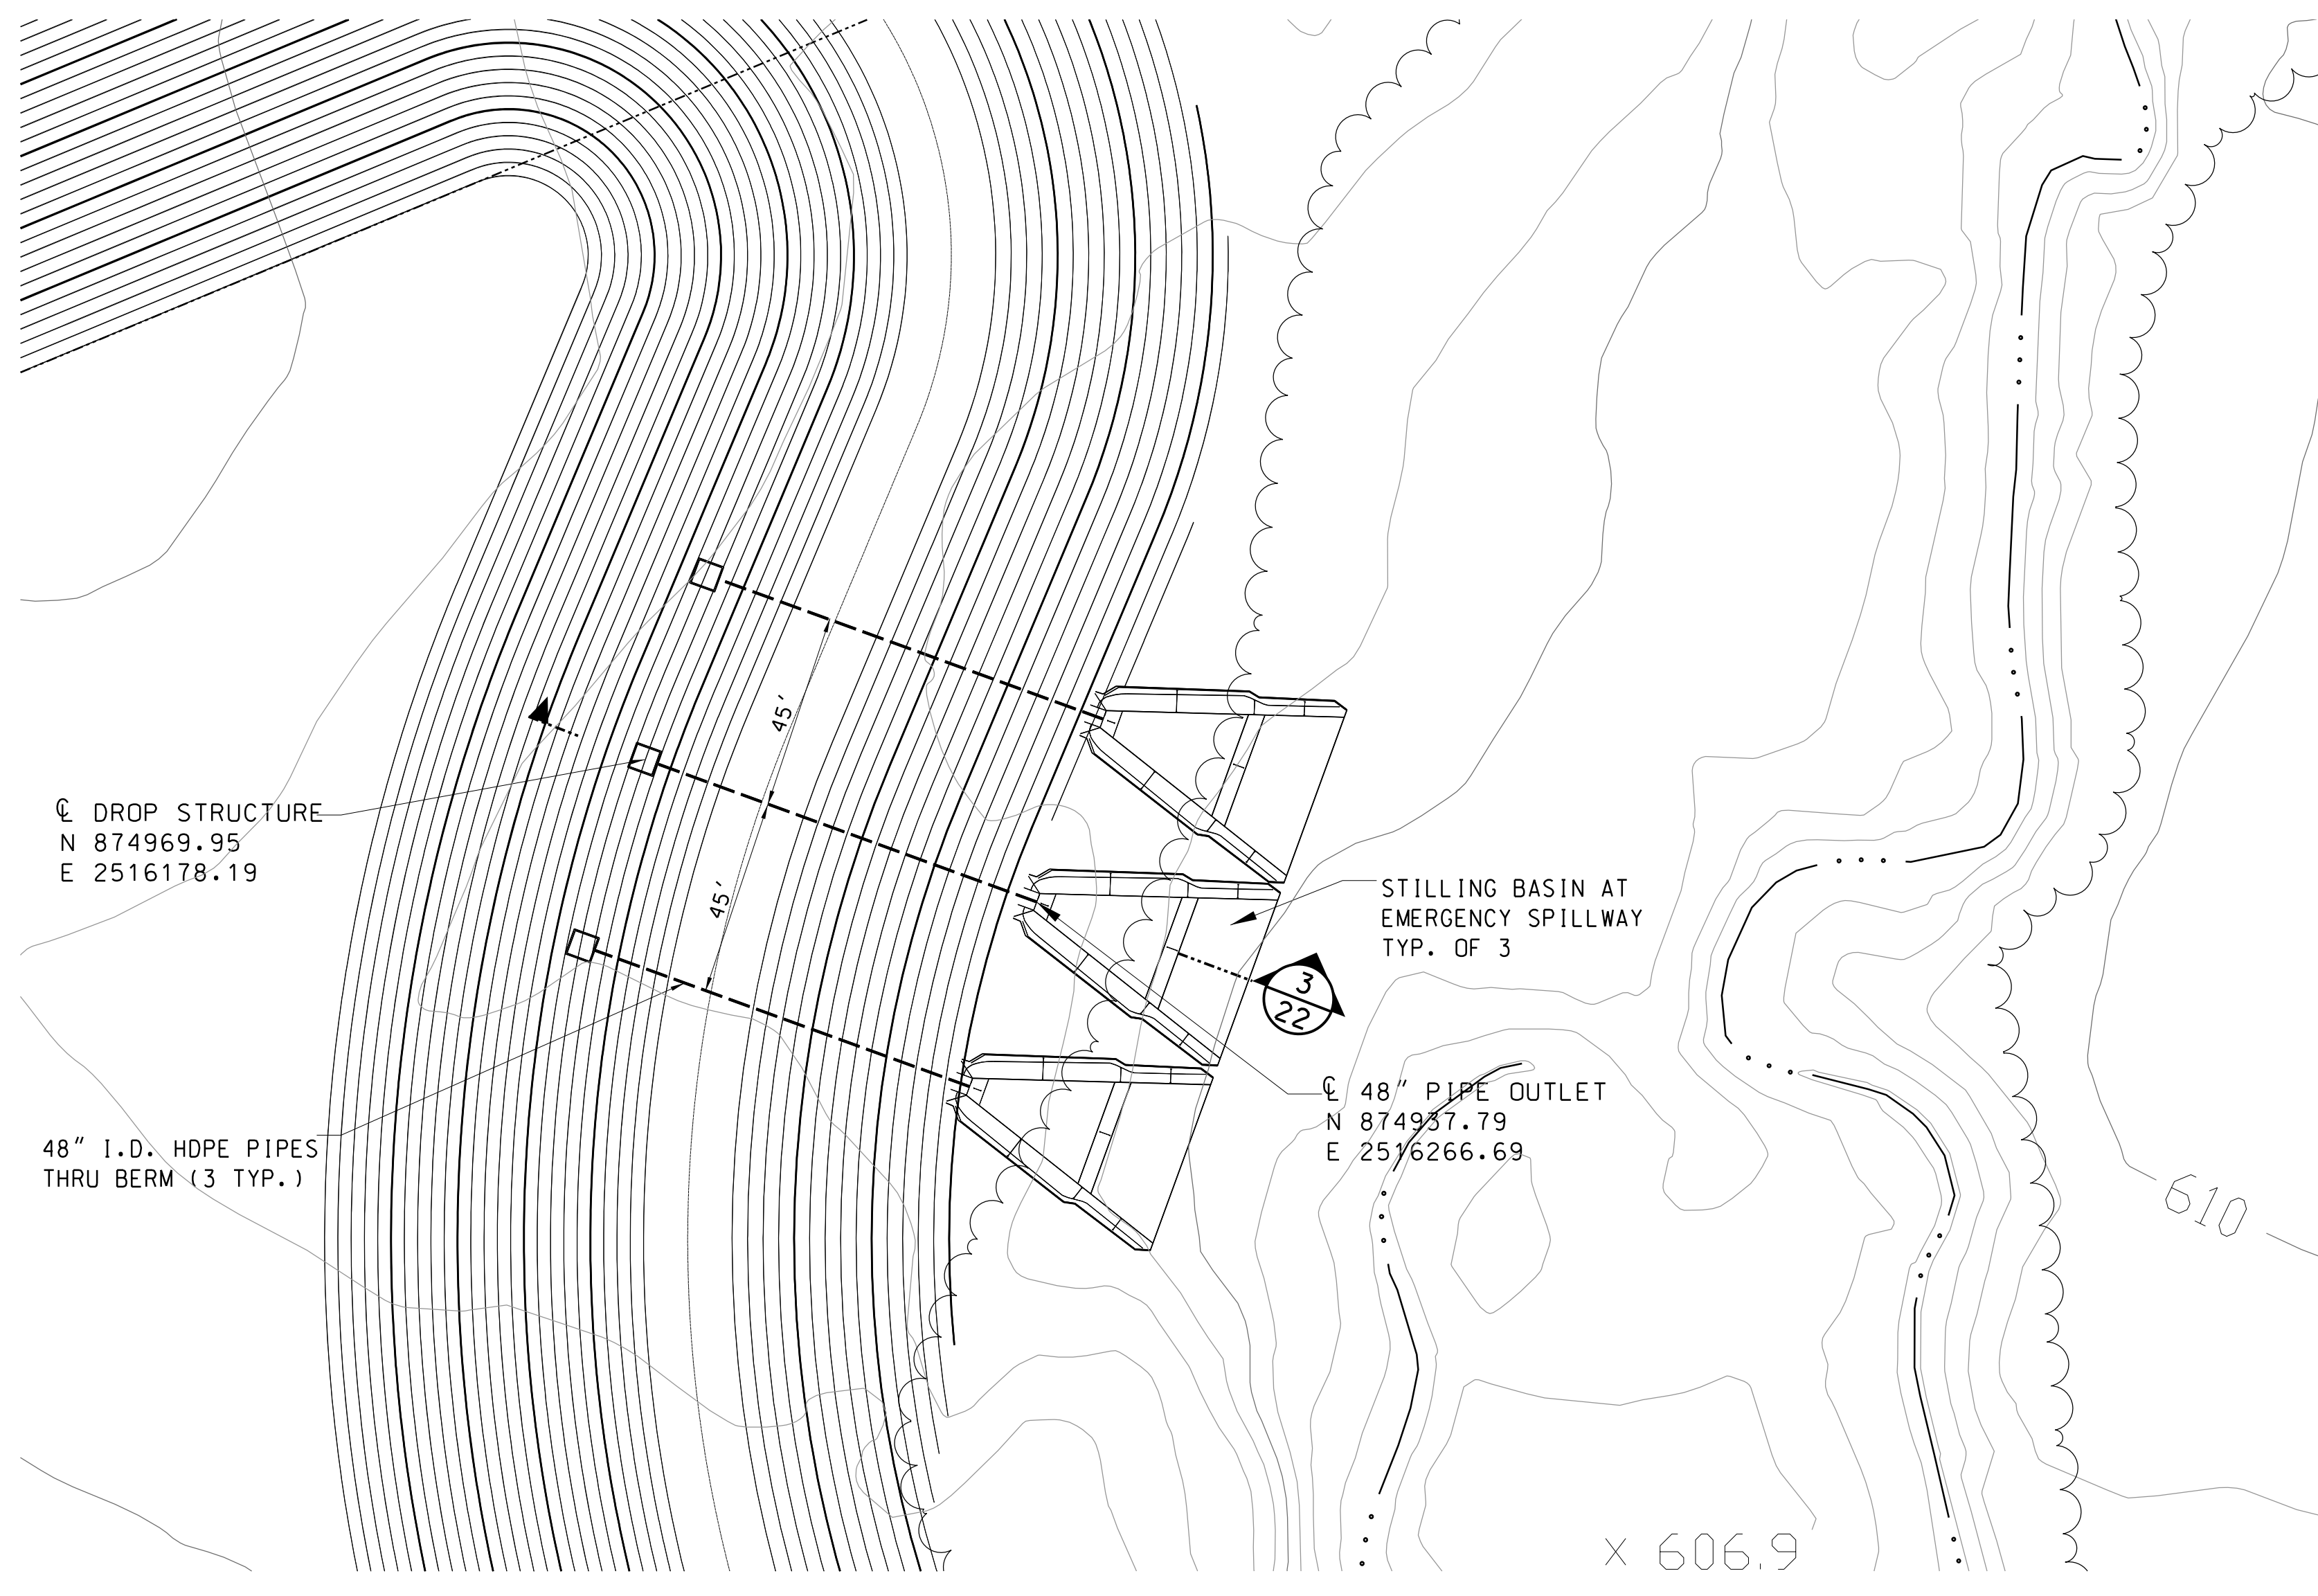 45′
45′
℄ DROP STRUCTURE
N 874969.95
E 2516178.19
STILLING BASIN AT
EMERGENCY SPILLWAY
TYP. OF 3
3
22
℄ 48″ PIPE OUTLET
N 874937.79
E 2516266.69
48″ I.D. HDPE PIPES
THRU BERM (3 TYP.)
610
X 606.9